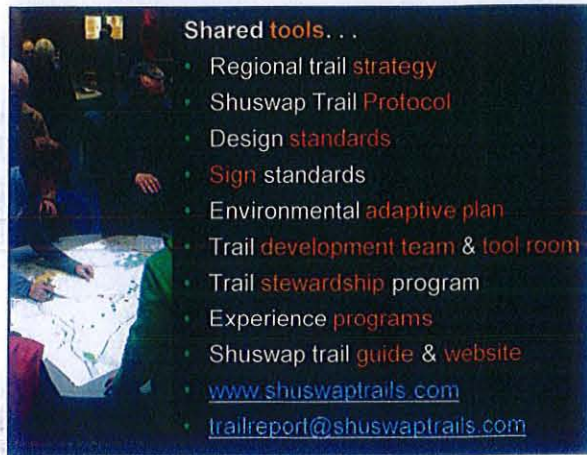 Shared tools. . .
• Regional trail strategy
• Shuswap Trail Protocol
• Design standards
• Sign standards
• Environmental adaptive plan
• Trail development team & tool room
• Trail stewardship program
• Experience programs
• Shuswap trail guide & website
• www.shuswaptrails.com
• trailreport@shuswaptrails.com